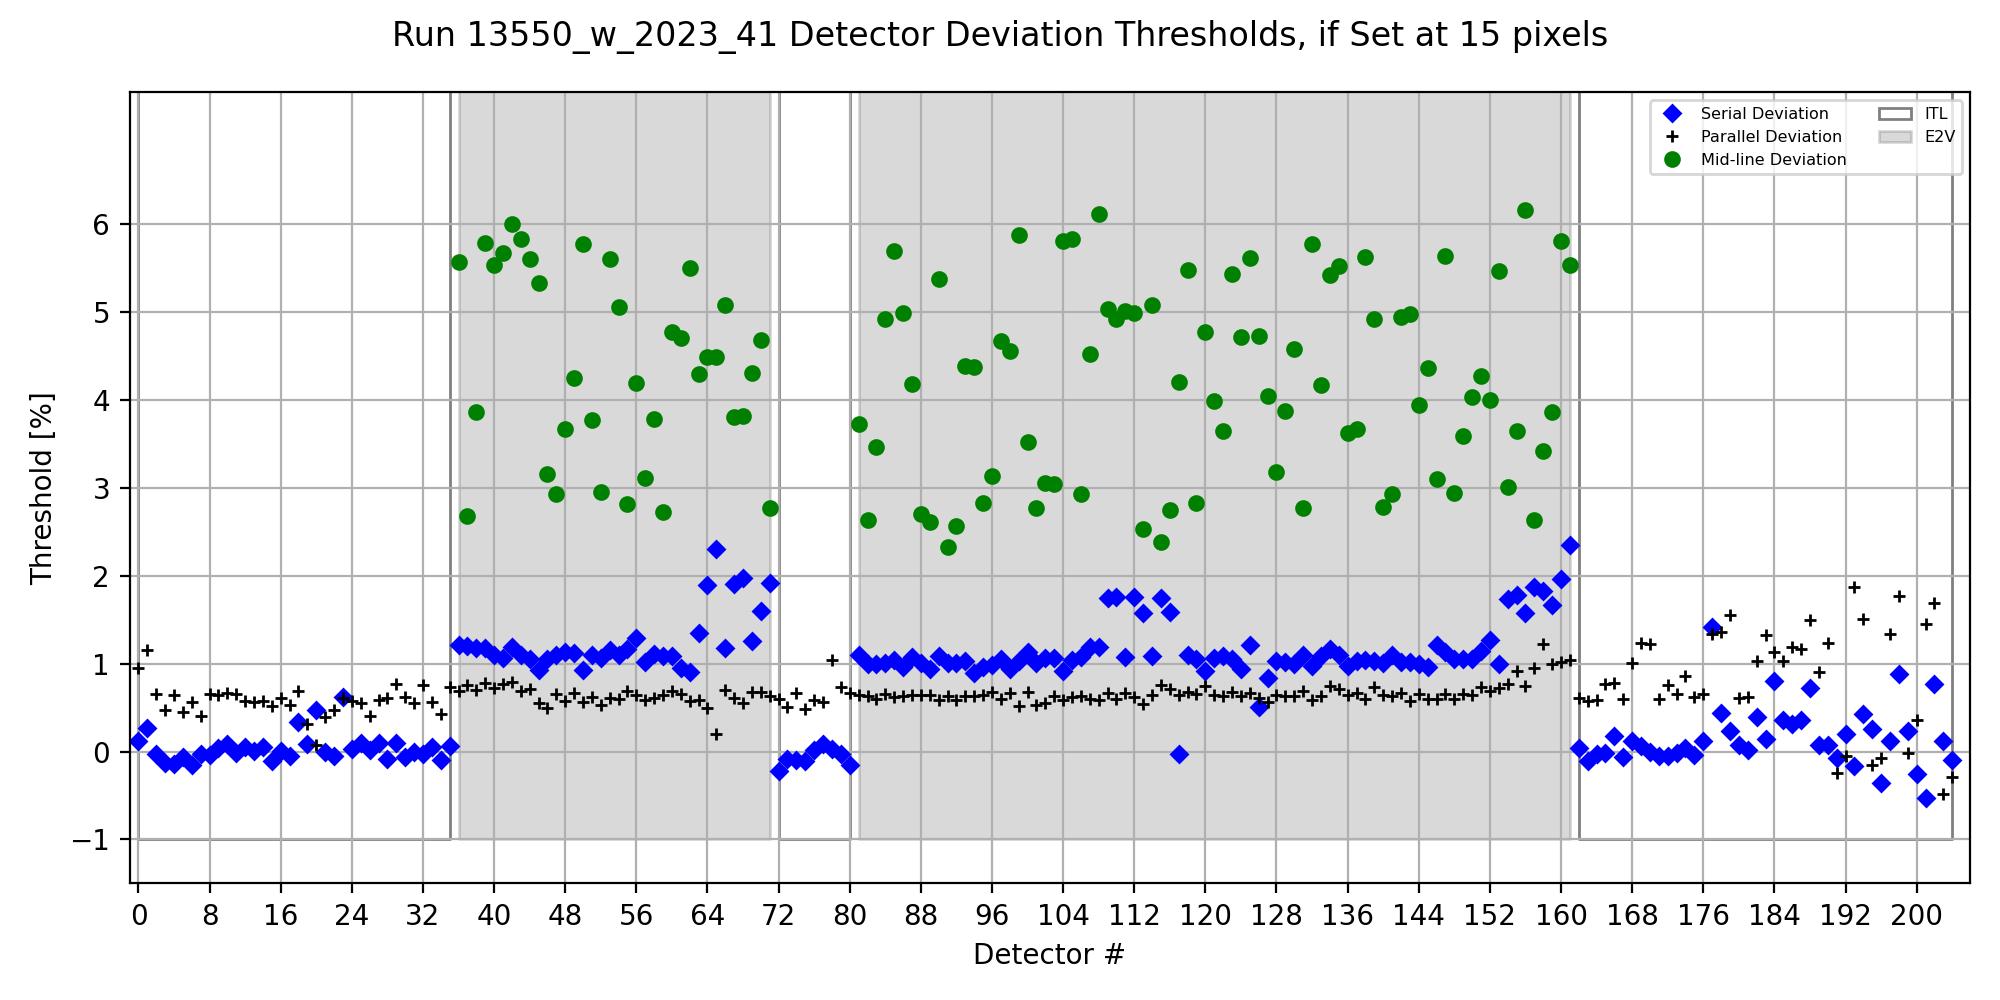 Run 13550_w_2023_41 Detector Deviation Thresholds, if Set at 15 pixels
Serial Deviation
Parallel Deviation
Mid-line Deviation
ITL
E2V
Threshold [%]
6
5
4
3
2
1
0
−1
0 8 16 24 32 40 48 56 64 72 80 88 96 104 112 120 128 136 144 152 160 168 176 184 192 200
Detector #